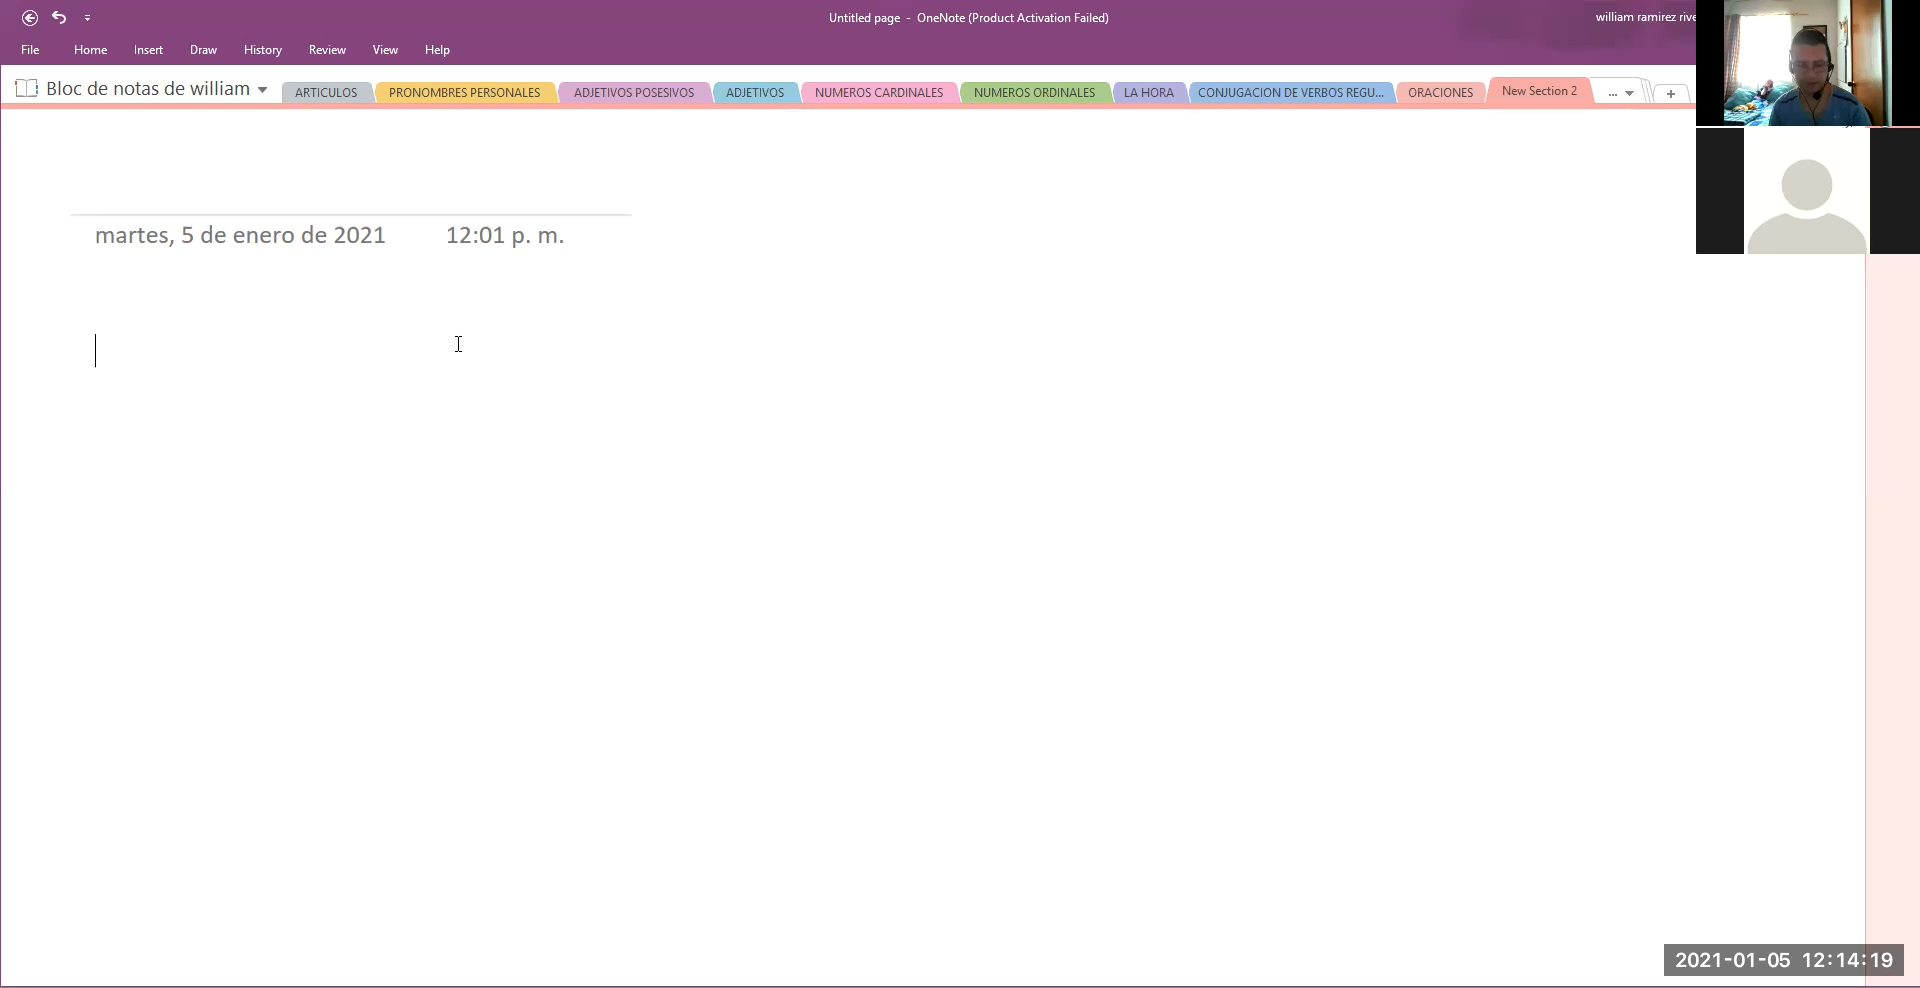 Untitled page - OneNote (Product Activation Failed)
william ramirez rive
File Home Insert Draw History Review View Help
Bloc de notas de william
ARTICULOS PRONOMBRES PERSONALES ADJETIVOS POSESIVOS ADJETIVOS NUMEROS CARDINALES NUMEROS ORDINALES LA HORA CONJUGACION DE VERBOS REGU... ORACIONES New Section 2 ...
martes, 5 de enero de 2021 12:01 p. m.
2021-01-05 12:14:19